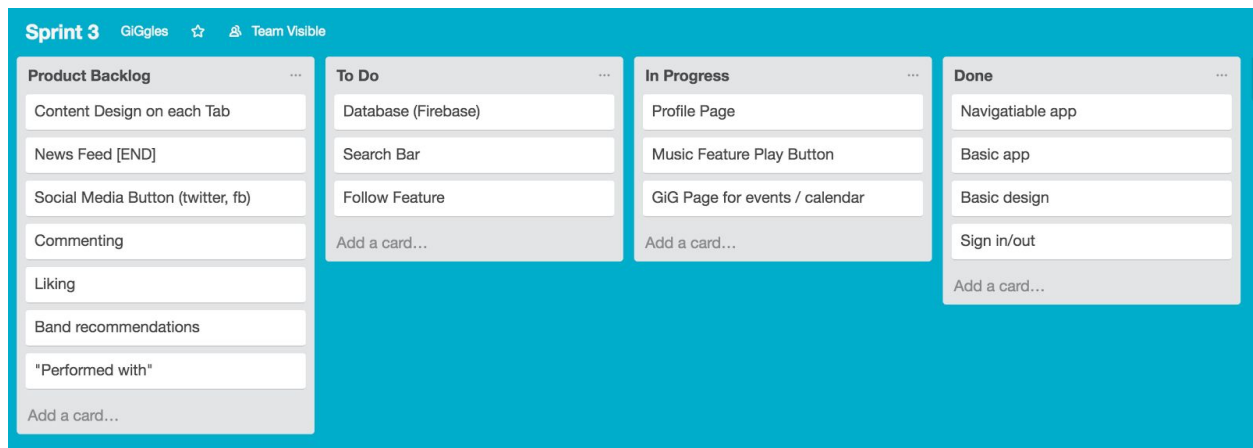 Sprint 3 GiGgles Team Visible
Product Backlog ...
Content Design on each Tab
News Feed [END]
Social Media Button (twitter, fb)
Commenting
Liking
Band recommendations
"Performed with"
Add a card...
To Do ...
Database (Firebase)
Search Bar
Follow Feature
Add a card...
In Progress ...
Profile Page
Music Feature Play Button
GiG Page for events / calendar
Add a card...
Done ...
Navigatiable app
Basic app
Basic design
Sign in/out
Add a card...